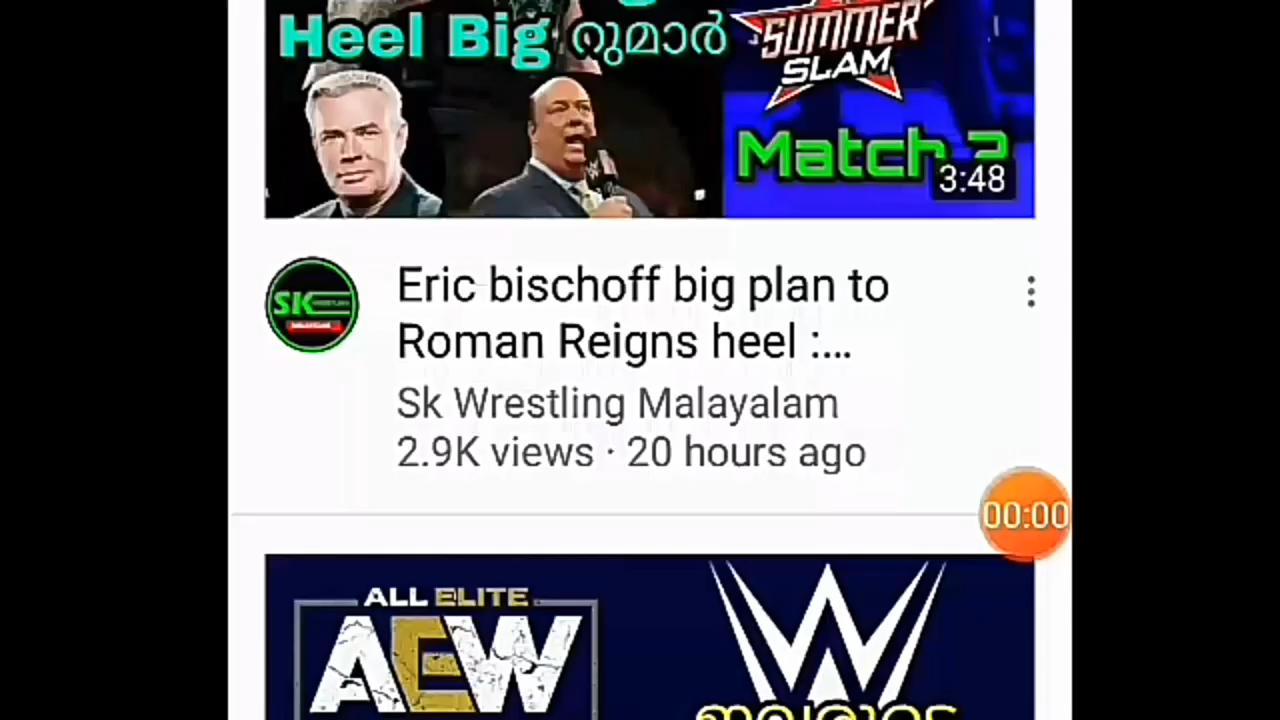 Heel Big റൂമാർ
SUMMER
SLAM
Match ?
3:48
SK
Eric bischoff big plan to
Roman Reigns heel :...
Sk Wrestling Malayalam
2.9K views · 20 hours ago
00:00
ALL ELITE
AEW
W
ഇവരുടെ